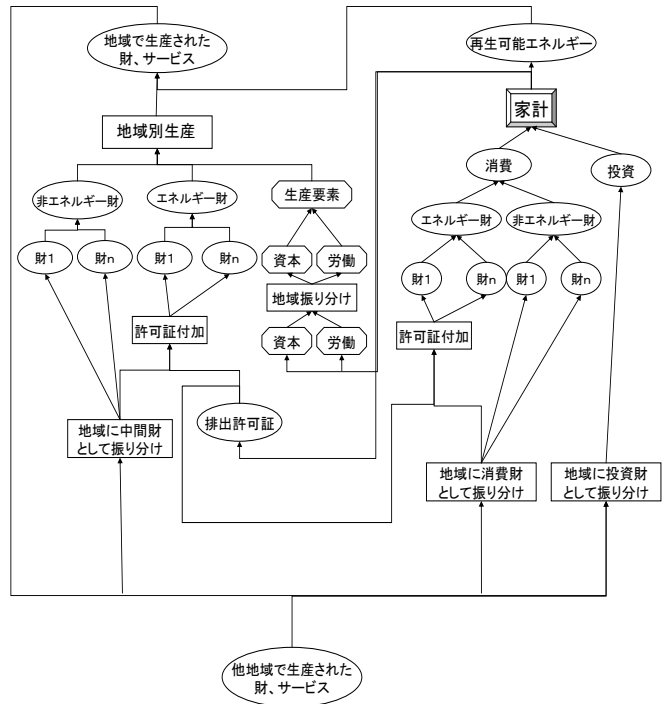 地域で生産された
財、サービス
再生可能エネルギー
家計
地域別生産
消費
投資
非エネルギー財
エネルギー財
生産要素
エネルギー財
非エネルギー財
財1
財n
財1
財n
資本
労働
財1
財n
財1
財n
地域振り分け
許可証付加
資本
労働
許可証付加
地域に中間財
として振り分け
排出許可証
地域に消費財
として振り分け
地域に投資財
として振り分け
他地域で生産された
財、サービス